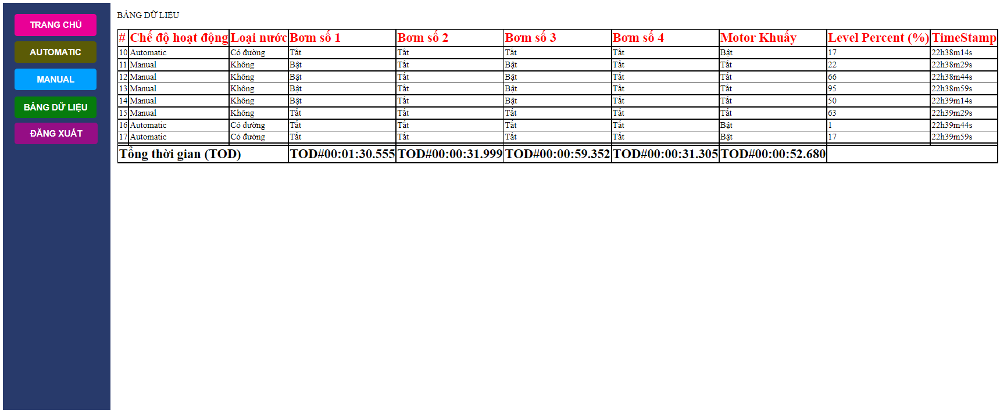 TRANG CHỦ
AUTOMATIC
MANUAL
BẢNG DỮ LIỆU
ĐĂNG XUẤT
BẢNG DỮ LIỆU
# Chế độ hoạt động Loại nước Bơm số 1 Bơm số 2 Bơm số 3 Bơm số 4 Motor Khuấy Level Percent (%) TimeStamp
10 Automatic Có đường Tắt Tắt Tắt Tắt Bật 17 22h38m14s
11 Manual Không Bật Tắt Bật Tắt Tắt 22 22h38m29s
12 Manual Không Bật Tắt Bật Tắt Tắt 66 22h38m44s
13 Manual Không Bật Tắt Bật Tắt Tắt 95 22h38m59s
14 Manual Không Bật Tắt Bật Tắt Tắt 50 22h39m14s
15 Manual Không Tắt Tắt Tắt Tắt Tắt 63 22h39m29s
16 Automatic Có đường Tắt Tắt Tắt Tắt Bật 1 22h39m44s
17 Automatic Có đường Tắt Tắt Tắt Tắt Bật 17 22h39m59s
Tổng thời gian (TOD) TOD#00:01:30.555 TOD#00:00:31.999 TOD#00:00:59.352 TOD#00:00:31.305 TOD#00:00:52.680